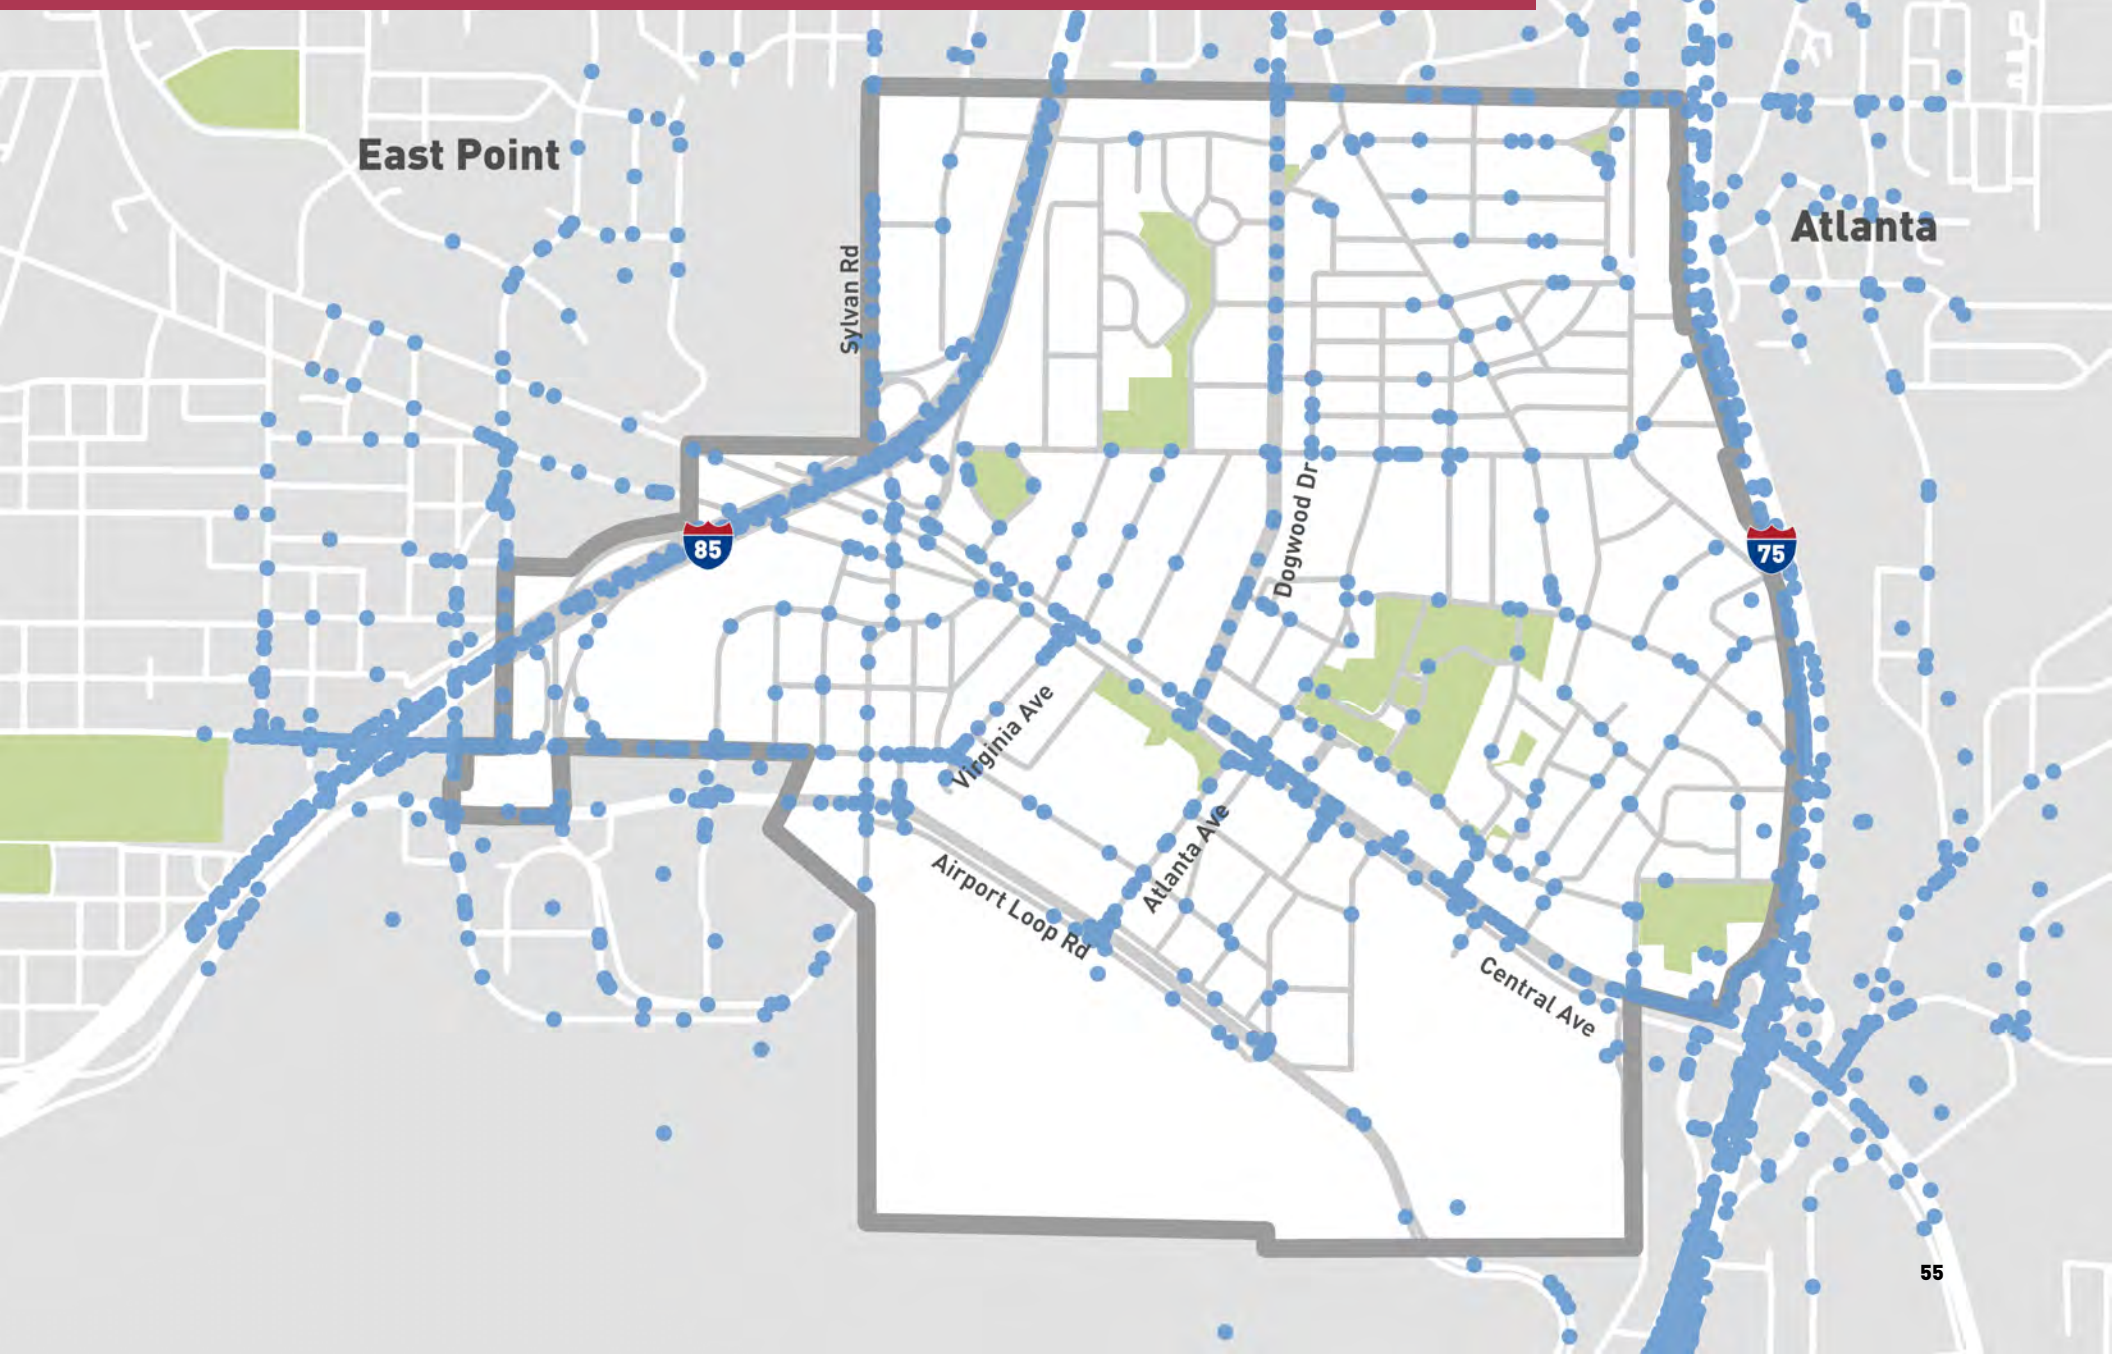 East Point
Atlanta
Sylvan Rd
Dogwood Dr
85
75
Virginia Ave
Atlanta Ave
Airport Loop Rd
Central Ave
55